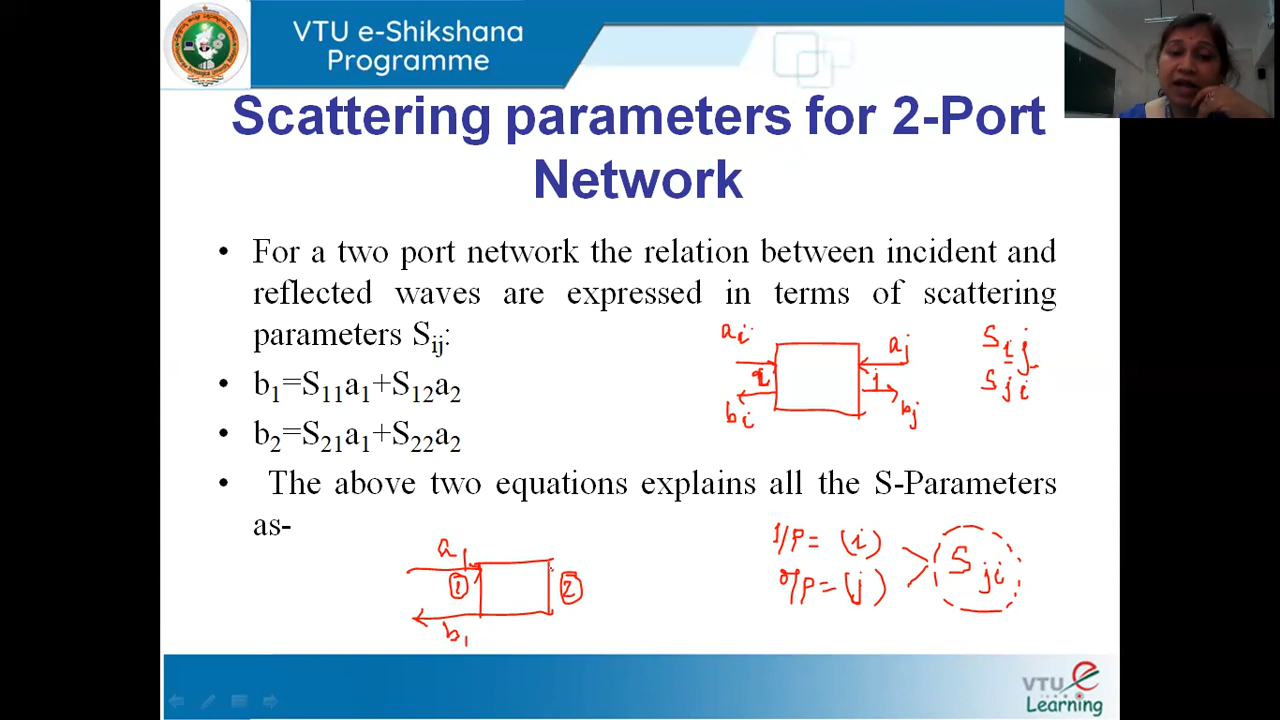 VTU e-Shikshana
Programme
Scattering parameters for 2-Port
Network
• For a two port network the relation between incident and
reflected waves are expressed in terms of scattering
parameters Sij:
• b1=S11a1+S12a2
• b2=S21a1+S22a2
• The above two equations explains all the S-Parameters
as-
ai
aj
i
j
bi
bj
Sij
Sji
a1
1
2
b1
I/P = (i)
O/P = (j)
Sji
VTU e
Learning